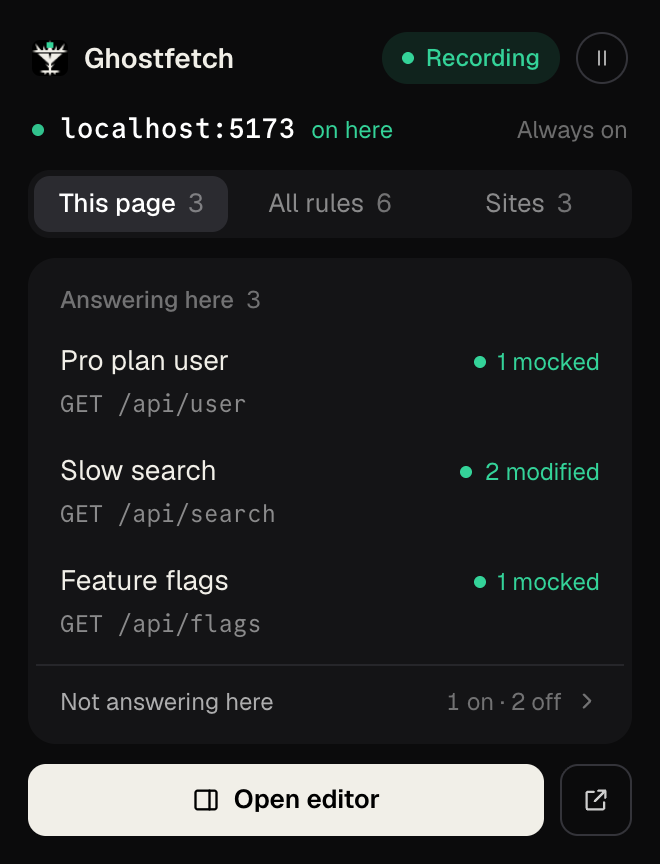 Ghostfetch Recording
localhost:5173 on here Always on
This page 3 All rules 6 Sites 3
Answering here 3
Pro plan user 1 mocked
GET /api/user
Slow search 2 modified
GET /api/search
Feature flags 1 mocked
GET /api/flags
Not answering here 1 on · 2 off
Open editor